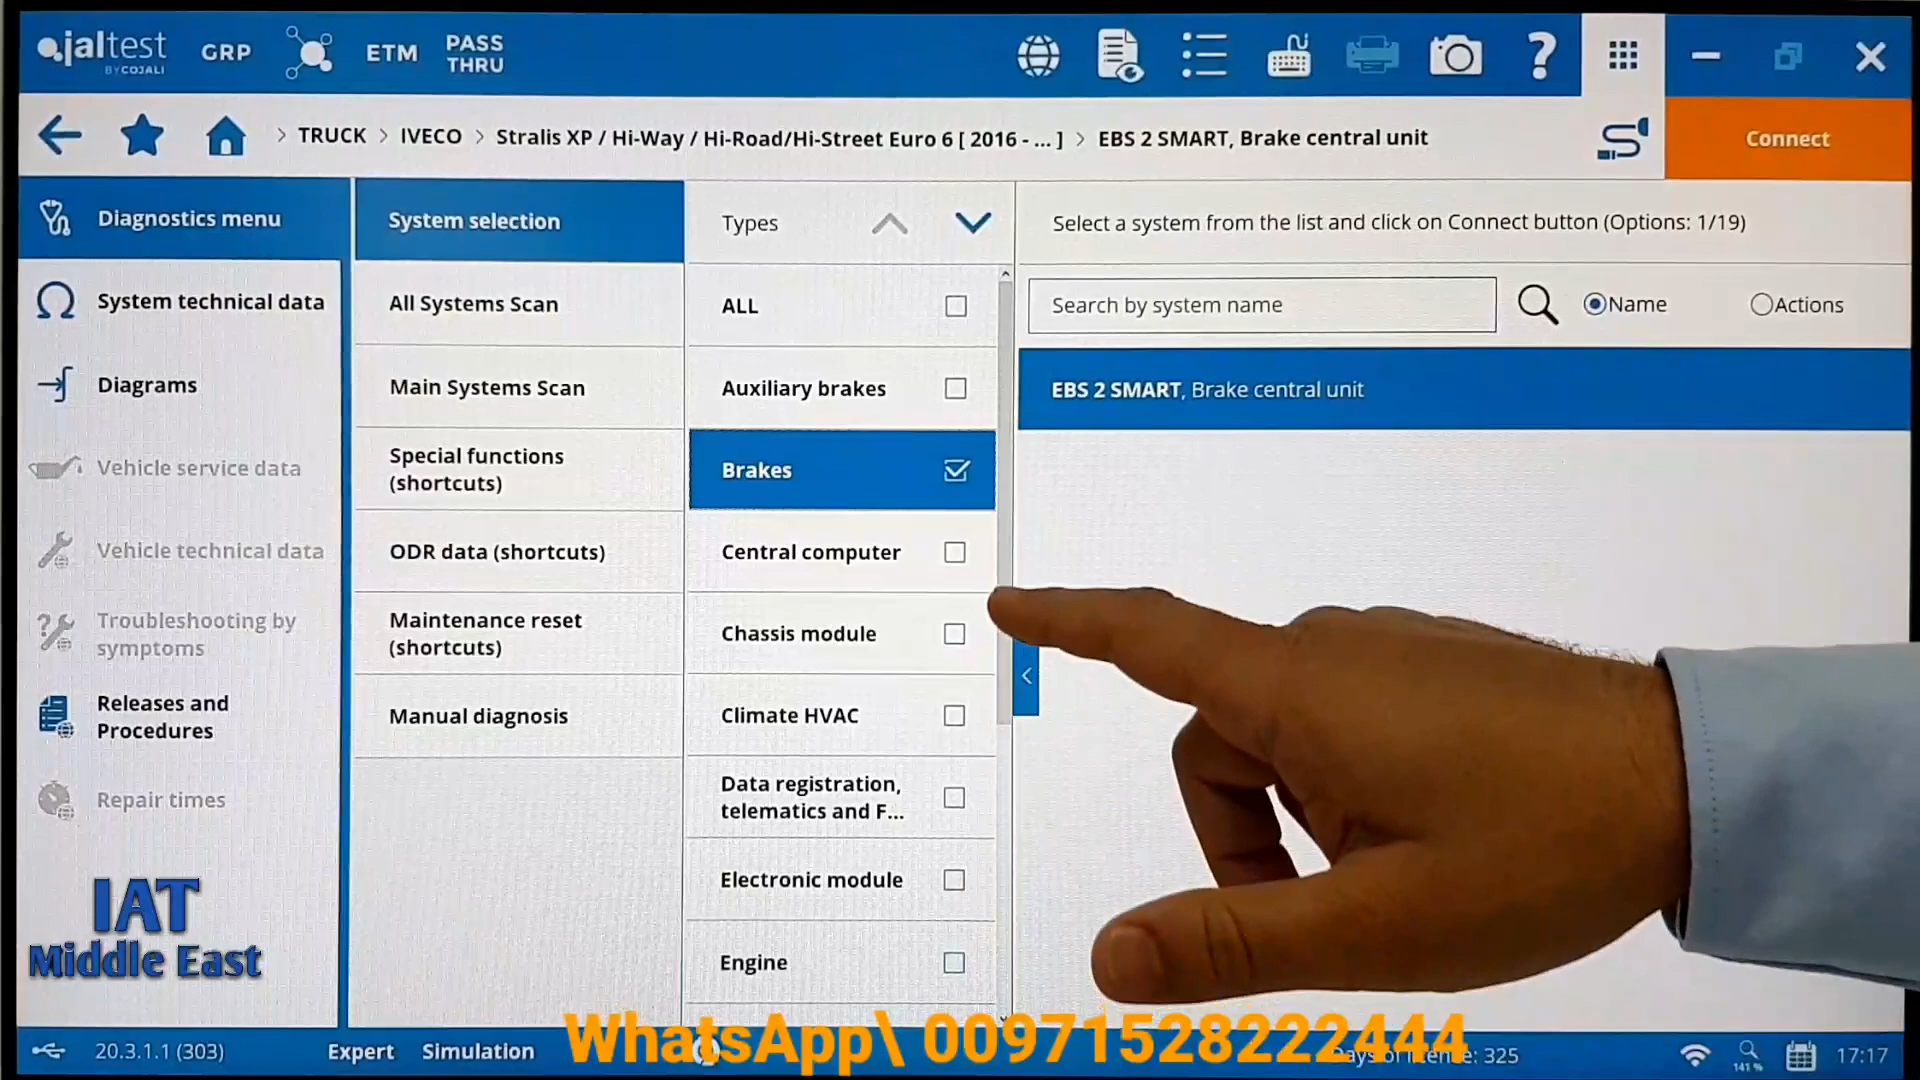 jaltest
BY COJALI
GRP
ETM
PASS
THRU
?
> TRUCK > IVECO > Stralis XP / Hi-Way / Hi-Road/Hi-Street Euro 6 [ 2016 - ... ] > EBS 2 SMART, Brake central unit
Connect
Diagnostics menu
System technical data
Diagrams
Vehicle service data
Vehicle technical data
Troubleshooting by
symptoms
Releases and
Procedures
Repair times
System selection
All Systems Scan
Main Systems Scan
Special functions
(shortcuts)
ODR data (shortcuts)
Maintenance reset
(shortcuts)
Manual diagnosis
Types
ALL
Auxiliary brakes
Brakes
Central computer
Chassis module
Climate HVAC
Data registration,
telematics and F...
Electronic module
Engine
Select a system from the list and click on Connect button (Options: 1/19)
Search by system name
Name
Actions
EBS 2 SMART, Brake central unit
IAT
Middle East
20.3.1.1 (303)
Expert
Simulation
WhatsApp\ 00971528222444
Days of license: 325
141 %
17:17